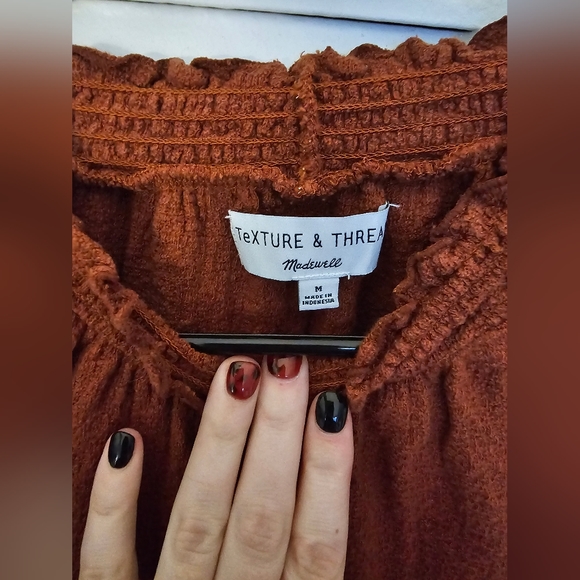 TeXTURE & THREA
Madewell
M
MADE IN
INDONESIA